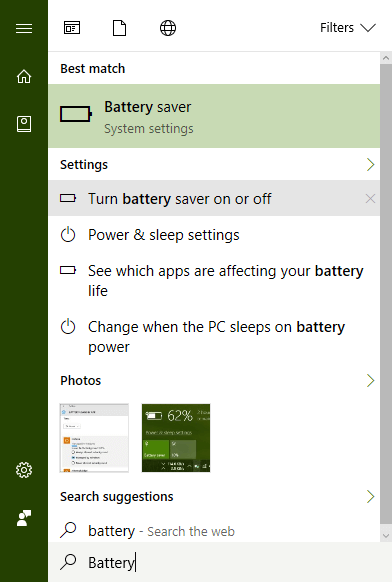 Filters
Best match
Battery saver
System settings
Settings
Turn battery saver on or off
Power & sleep settings
See which apps are affecting your battery
life
Change when the PC sleeps on battery
power
Photos
62%
Search suggestions
battery - Search the web
Battery